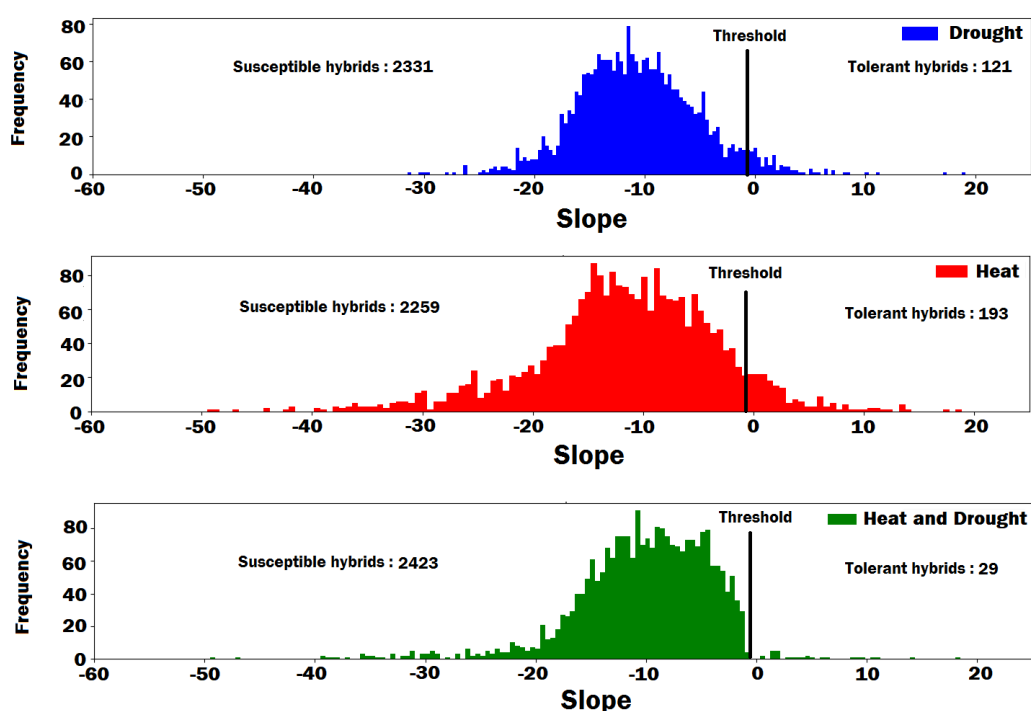 80
60
40
20
0
Frequency
Threshold
Drought
Susceptible hybrids : 2331
Tolerant hybrids : 121
-60
-50
-40
-30
-20
-10
0
10
20
Slope
80
60
40
20
0
Frequency
Threshold
Heat
Susceptible hybrids : 2259
Tolerant hybrids : 193
-60
-50
-40
-30
-20
-10
0
10
20
Slope
80
60
40
20
0
Frequency
Threshold
Heat and Drought
Susceptible hybrids : 2423
Tolerant hybrids : 29
-60
-50
-40
-30
-20
-10
0
10
20
Slope